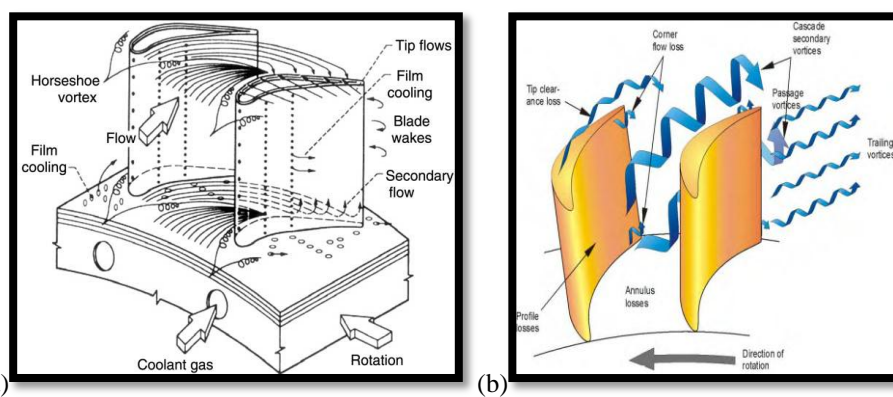 Tip flows
Film
cooling
Horseshoe
vortex
Flow
Blade
wakes
Film
cooling
Secondary
flow
Coolant gas
Rotation
)
(b)
Corner
flow loss
Cascade
secondary
vortices
Tip clear-
ance loss
Passage
vortices
Trailing
vortices
Annulus
losses
Profile
losses
Direction of
rotation